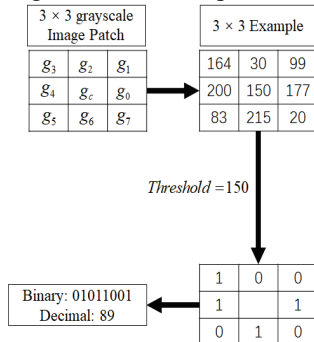 3 × 3 grayscale
Image Patch
3 × 3 Example
g₃ g₂ g₁
g₄ g_c g₀
g₅ g₆ g₇
164 30 99
200 150 177
83 215 20
Threshold =150
1 0 0
1 1
0 1 0
Binary: 01011001
Decimal: 89